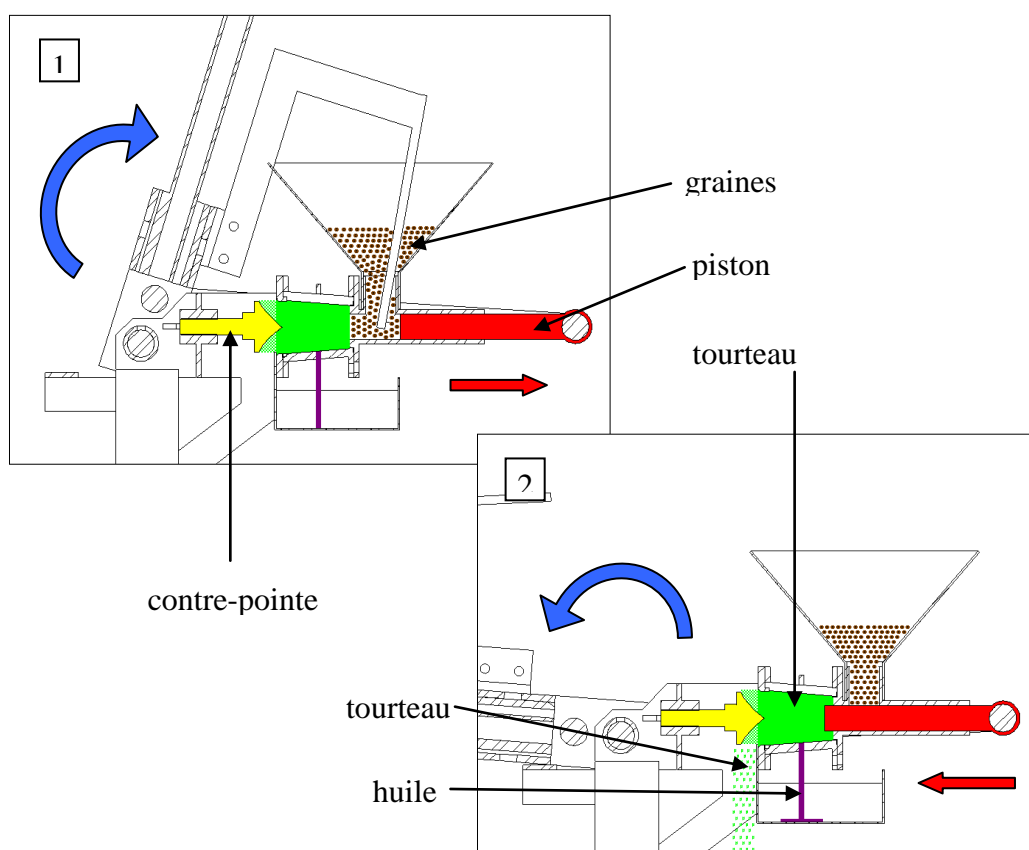 1
graines
piston
tourteau
contre-pointe
2
tourteau
huile